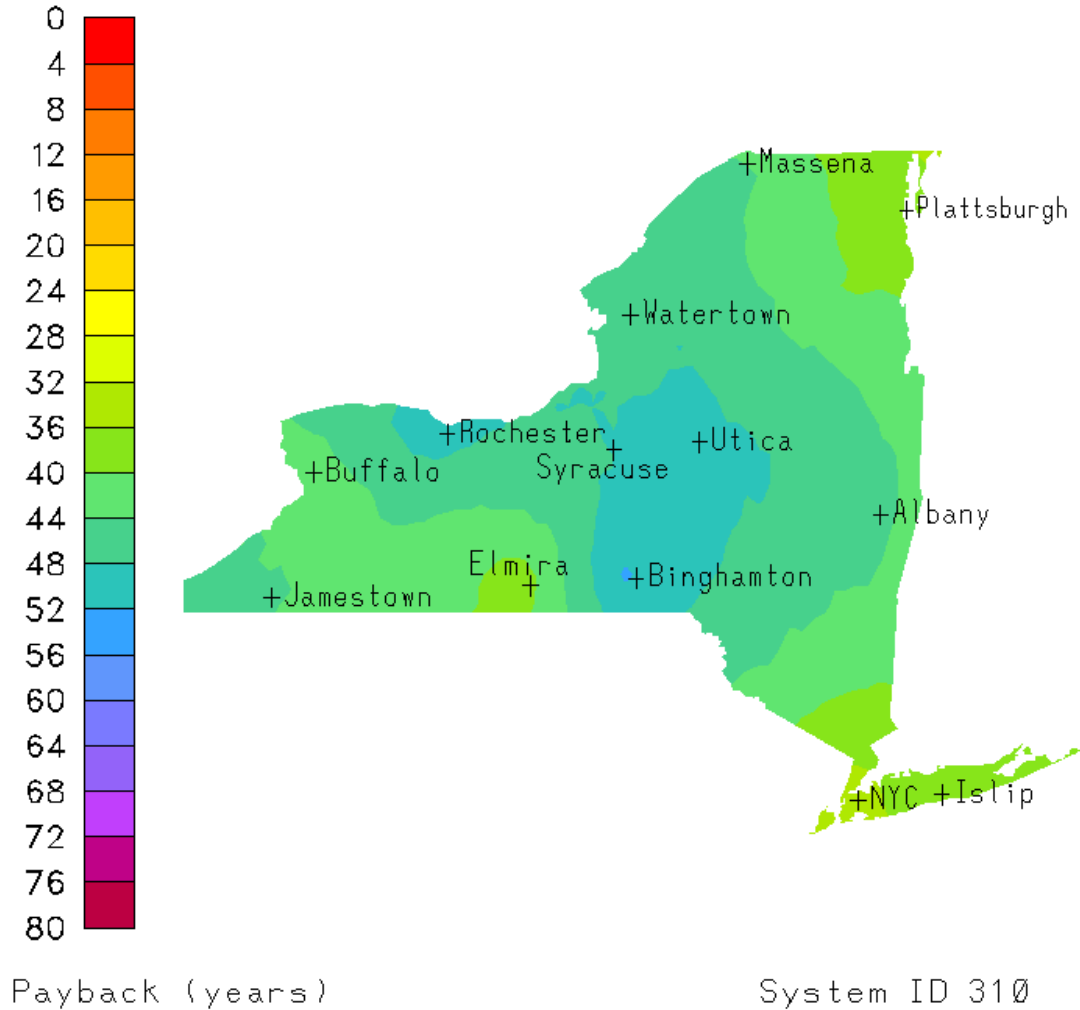 0
4
8
12
16
20
24
28
32
36
40
44
48
52
56
60
64
68
72
76
80
Massena
Plattsburgh
Watertown
Rochester
Utica
Syracuse
Buffalo
Albany
Elmira
Binghamton
Jamestown
NYC
Islip
Payback (years)
System ID 310